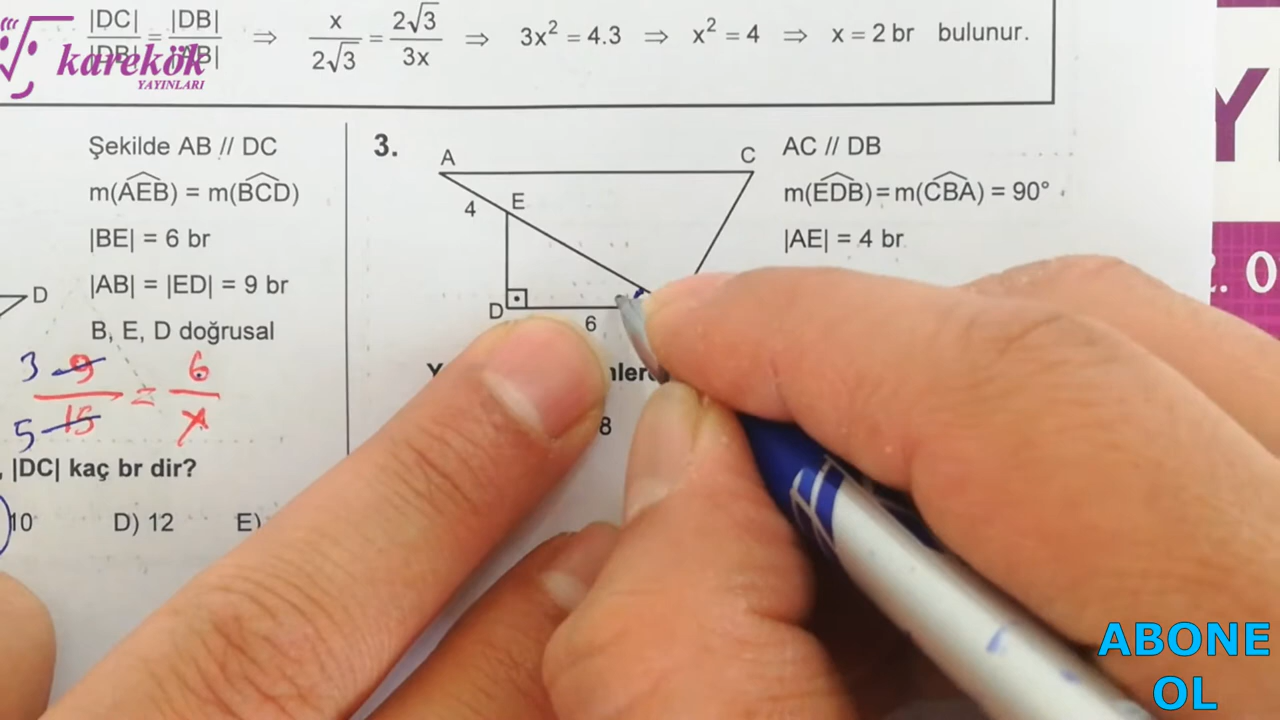 |DC| / |DB| = |DB| / |AB| ⇒ x / 2√3 = 2√3 / 3x ⇒ 3x² = 4.3 ⇒ x² = 4 ⇒ x = 2 br bulunur.
karekök
YAYINLARI
Şekilde AB // DC
m(AEB) = m(BCD)
|BE| = 6 br
|AB| = |ED| = 9 br
B, E, D doğrusal
D
3 9 / 5 15 = 6 / x
, |DC| kaç br dir?
10 D) 12 E)
3.
A C
E
4
D
6
AC // DB
m(EDB) = m(CBA) = 90°
|AE| = 4 br
8
ABONE
OL